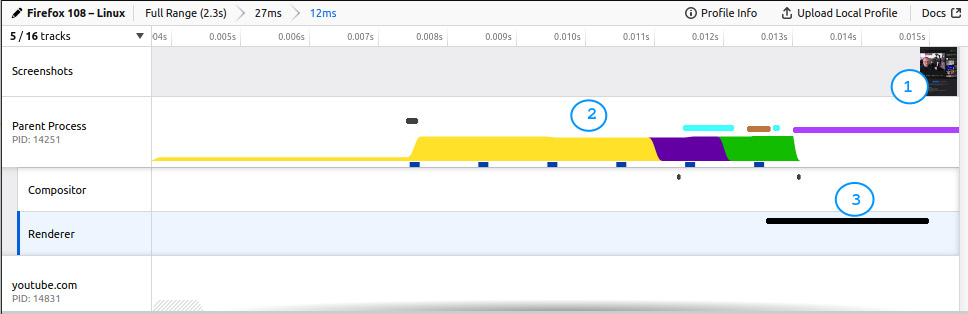 Firefox 108 – Linux Full Range (2.3s) 27ms 12ms Profile Info Upload Local Profile Docs
5 / 16 tracks 04s 0.005s 0.006s 0.007s 0.008s 0.009s 0.010s 0.011s 0.012s 0.013s 0.014s 0.015s
Screenshots
1
2
Parent Process
PID: 14251
Compositor
3
Renderer
youtube.com
PID: 14831